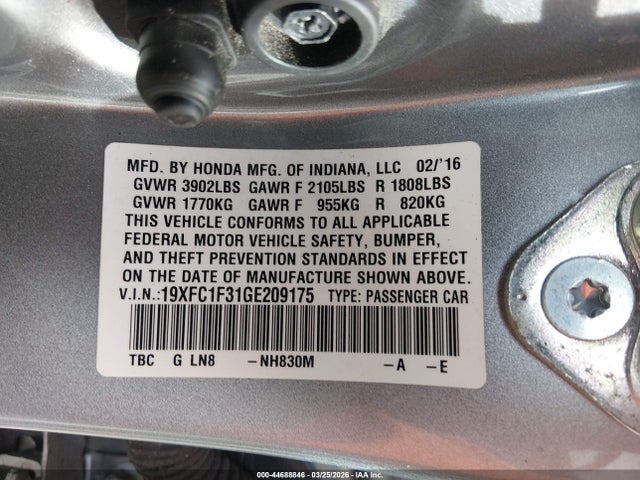 MFD. BY HONDA MFG. OF INDIANA, LLC 02/'16
GVWR 3902LBS GAWR F 2105LBS R 1808LBS
GVWR 1770KG GAWR F 955KG R 820KG
THIS VEHICLE CONFORMS TO ALL APPLICABLE
FEDERAL MOTOR VEHICLE SAFETY, BUMPER,
AND THEFT PREVENTION STANDARDS IN EFFECT
ON THE DATE OF MANUFACTURE SHOWN ABOVE.
V.I.N.:19XFC1F31GE209175 TYPE: PASSENGER CAR
TBC G LN8 -NH830M -A -E
000-44688846 - 03/25/2026 - IAA Inc.